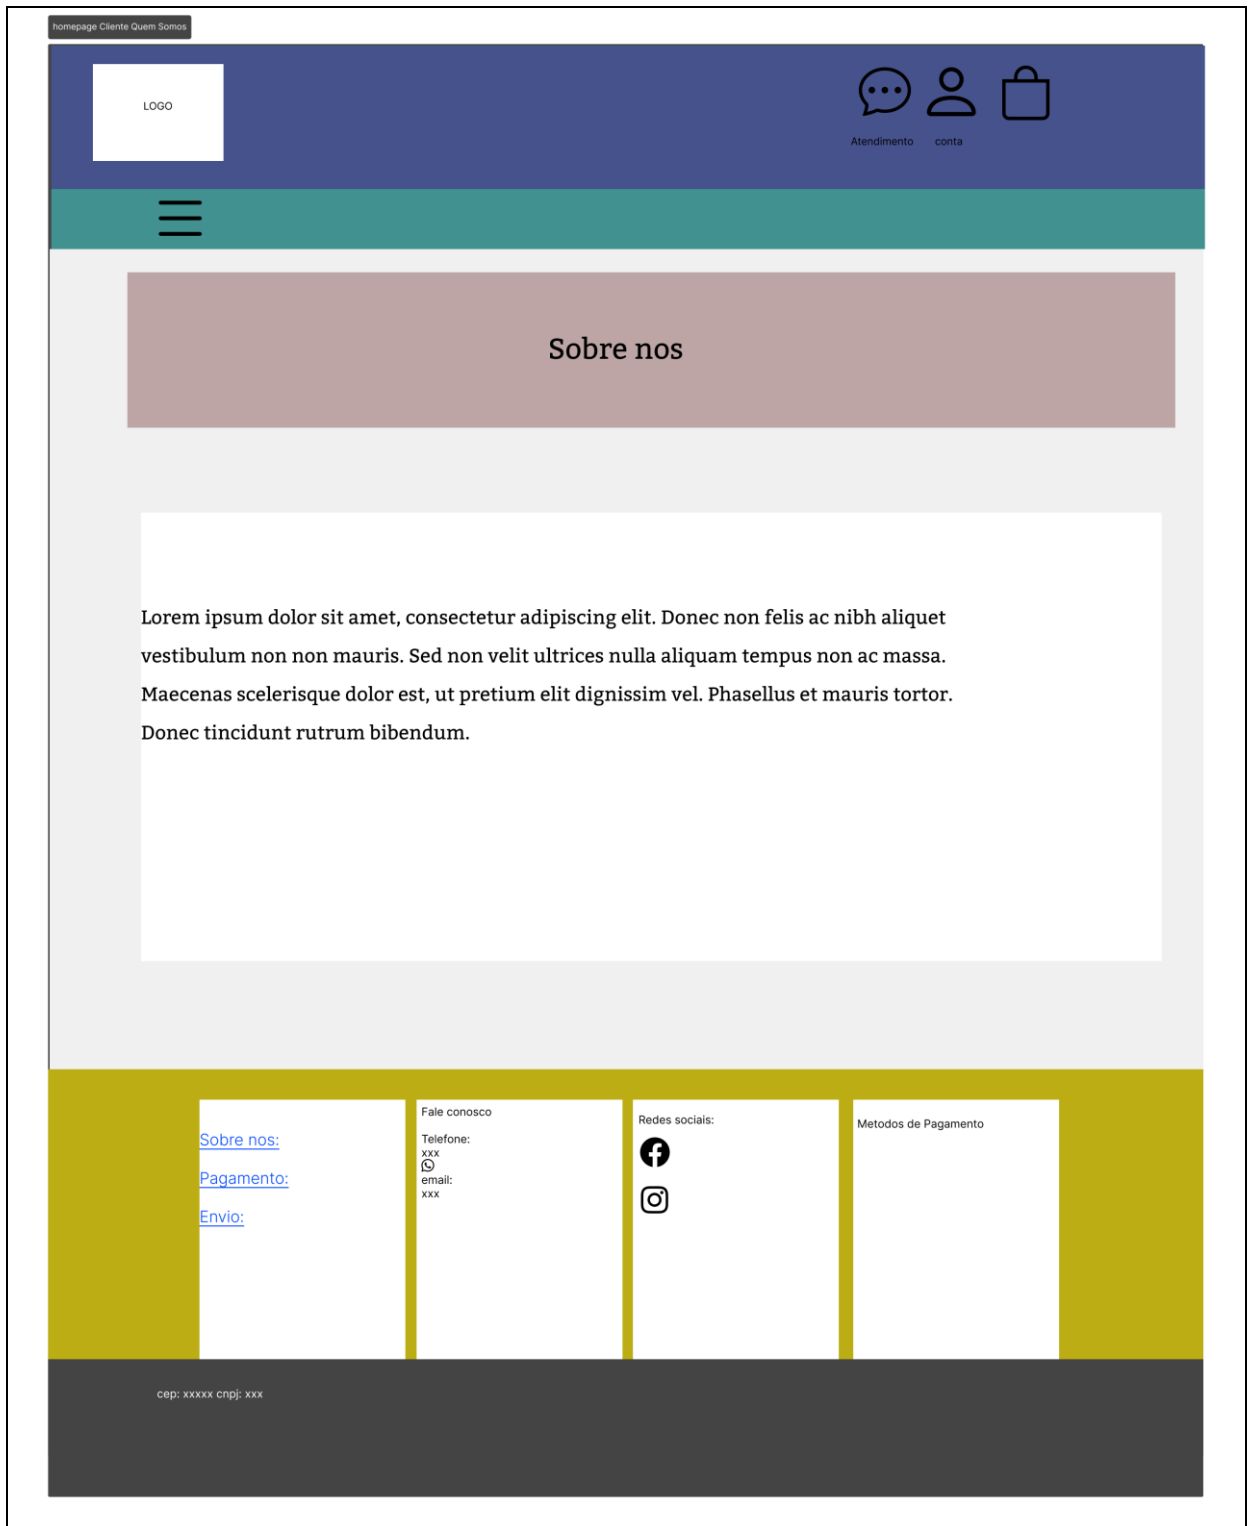 homepage Cliente Quem Somos
LOGO
Atendimento
conta
Sobre nos
Lorem ipsum dolor sit amet, consectetur adipiscing elit. Donec non felis ac nibh aliquet
vestibulum non non mauris. Sed non velit ultrices nulla aliquam tempus non ac massa.
Maecenas scelerisque dolor est, ut pretium elit dignissim vel. Phasellus et mauris tortor.
Donec tincidunt rutrum bibendum.
Sobre nos:
Pagamento:
Envio:
Fale conosco
Telefone:
xxx
email:
xxx
Redes sociais:
Metodos de Pagamento
cep: xxxxx cnpj: xxx